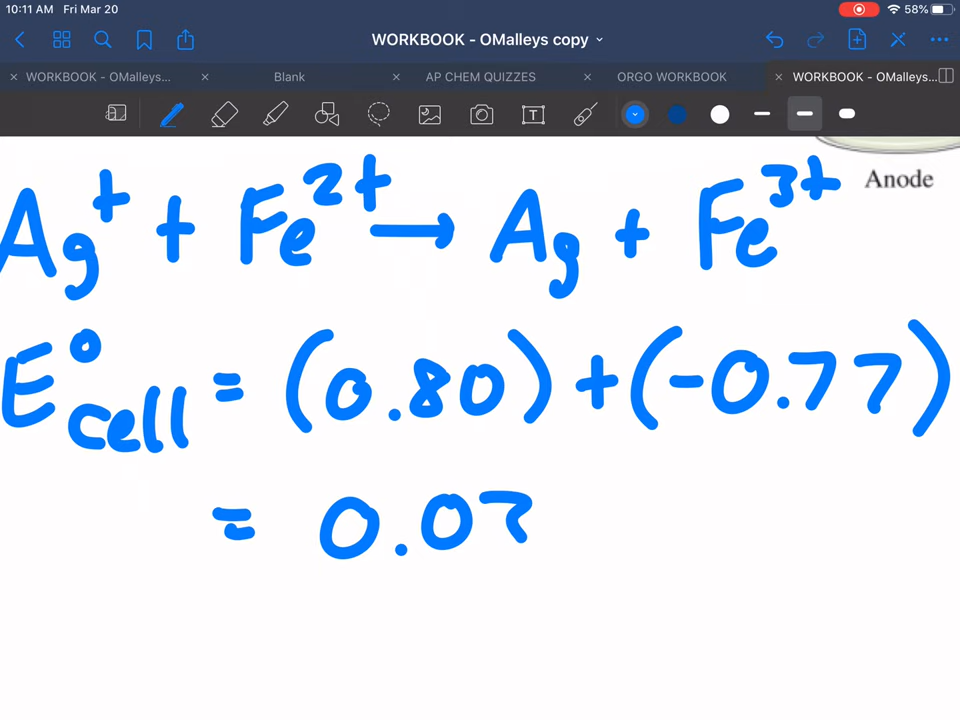 10:11 AM Fri Mar 20 58%
WORKBOOK - OMalleys copy
WORKBOOK - OMalleys... Blank AP CHEM QUIZZES ORGO WORKBOOK WORKBOOK - OMalleys...
Anode
Ag⁺ + Fe²⁺ → Ag + Fe³⁺
E°cell = (0.80) + (-0.77)
= 0.03